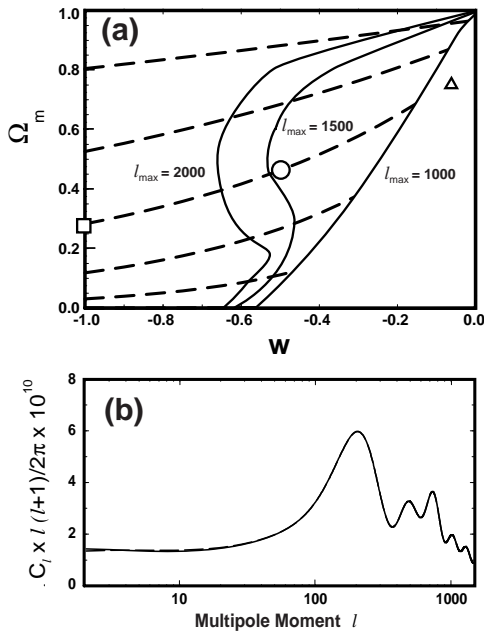 (a)
1.0
0.8
0.6
0.4
0.2
0.0
Ω_m
l_max = 1500
l_max = 2000
l_max = 1000
-1.0 -0.8 -0.6 -0.4 -0.2 0.0
w
(b)
8
6
4
2
0
C_l x l (l+1)/2π x 10^10
10 100 1000
Multipole Moment l